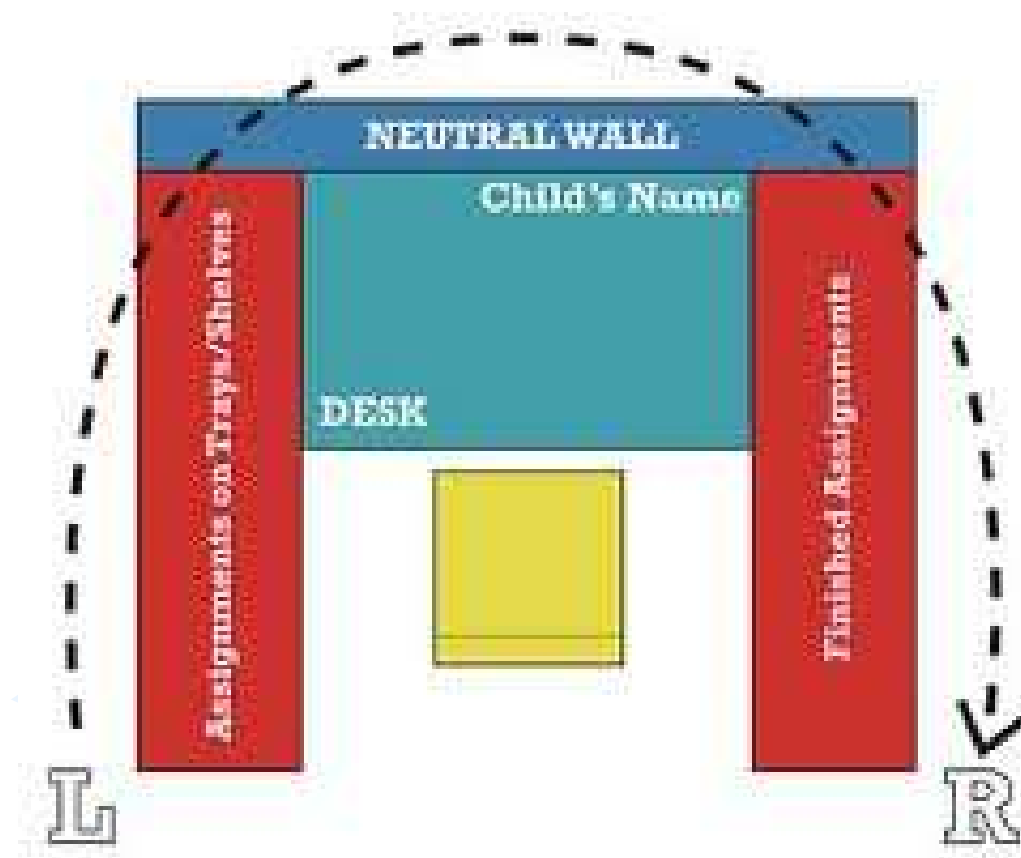 NEUTRAL WALL
Child's Name
Assignments on Trays/Shelves
DESK
Finished Assignments
L
R